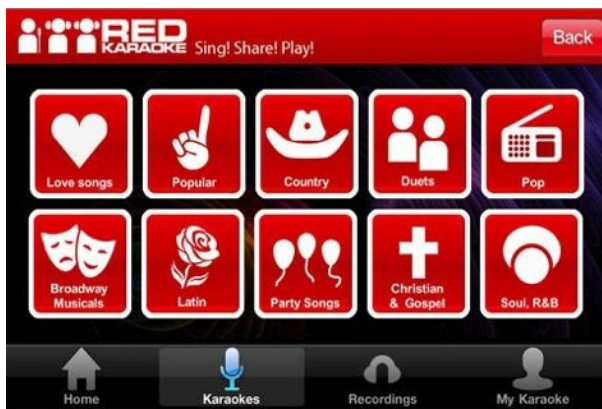 RED
KARAOKE
Sing! Share! Play!
Back
Love songs
Popular
Country
Duets
Pop
Broadway
Musicals
Latin
Party Songs
Christian
& Gospel
Soul, R&B
Home
Karaokes
Recordings
My Karaoke